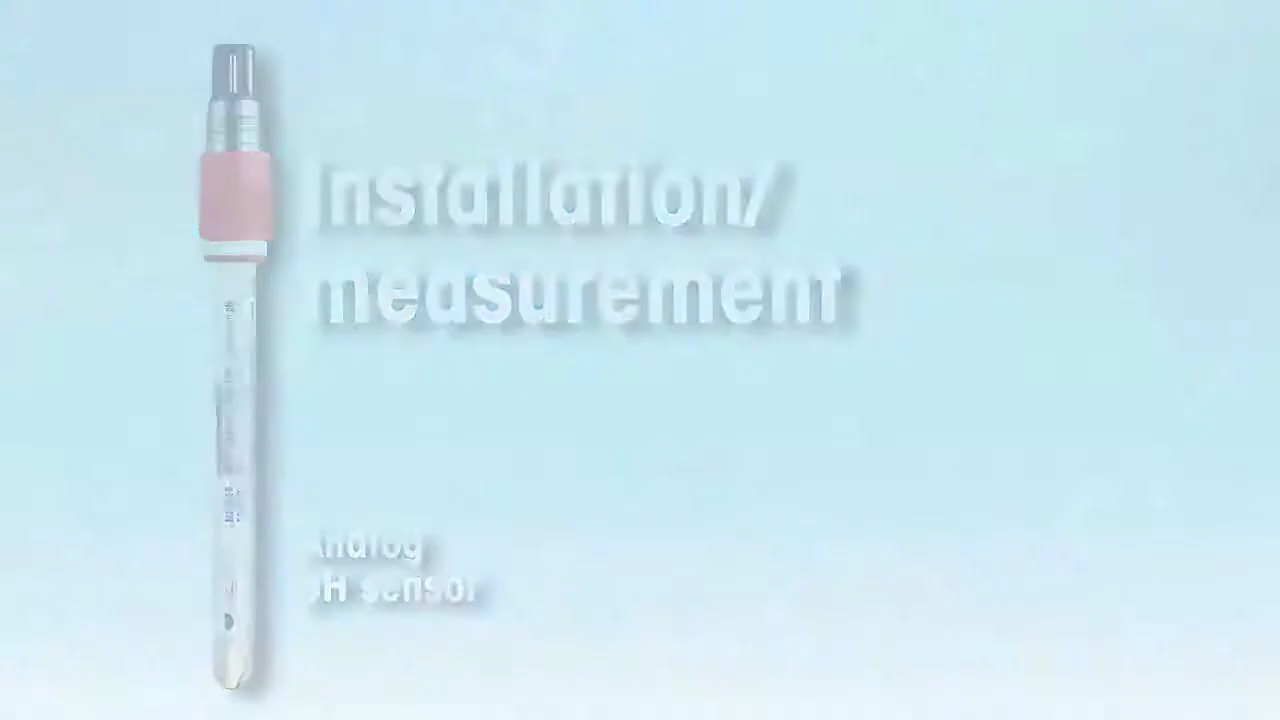 Installation/
measurement
Analog
pH sensor